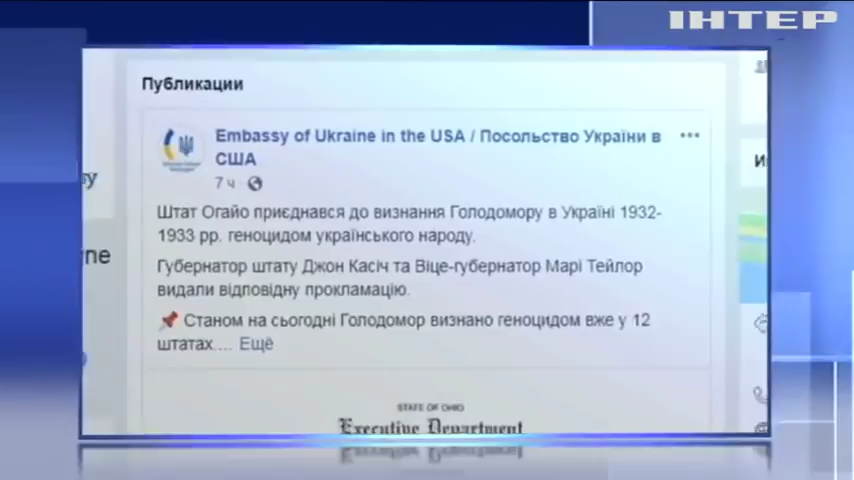 ІНТЕР
Публикации
Embassy of Ukraine in the USA / Посольство України в
США
7 ч ·
Штат Огайо приєднався до визнання Голодомору в Україні 1932-
1933 рр. геноцидом українського народу.
Губернатор штату Джон Касіч та Віце-губернатор Марі Тейлор
видали відповідну прокламацію.
📌 Станом на сьогодні Голодомор визнано геноцидом вже у 12
штатах.... Ещё
STATE OF OHIO
Executive Department